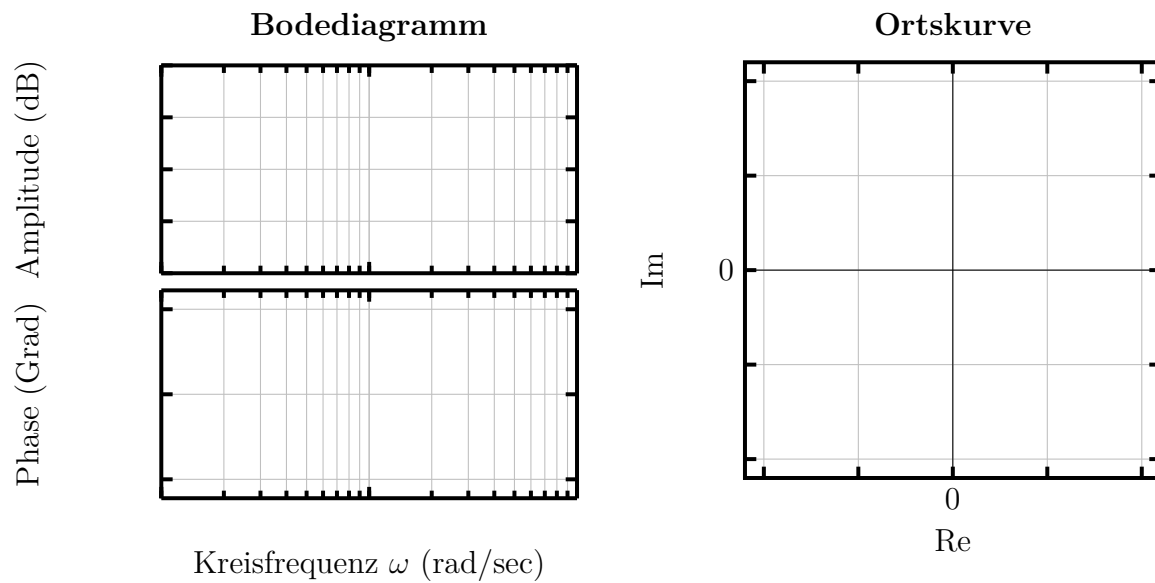 Bodediagramm
Amplitude (dB)
Phase (Grad)
Kreisfrequenz ω (rad/sec)
Ortskurve
Im
0
0
Re